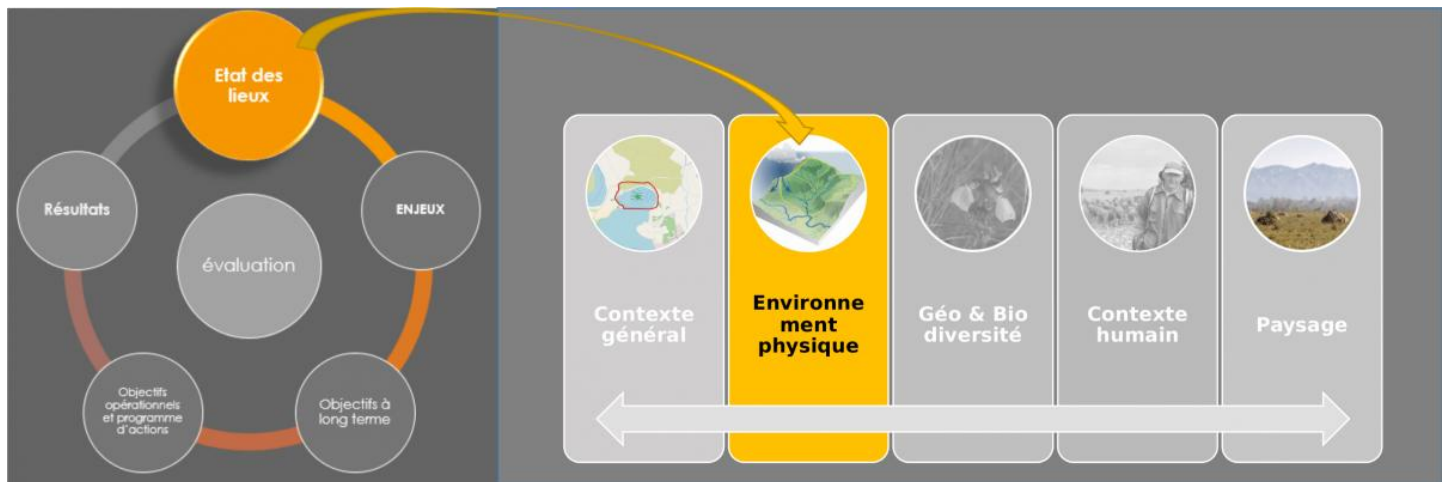 Etat des
lieux
ENJEUX
Objectifs à
long terme
Objectifs
opérationnels
et programme
d'actions
Résultats
évaluation
Contexte
général
Environne
ment
physique
Géo & Bio
diversité
Contexte
humain
Paysage